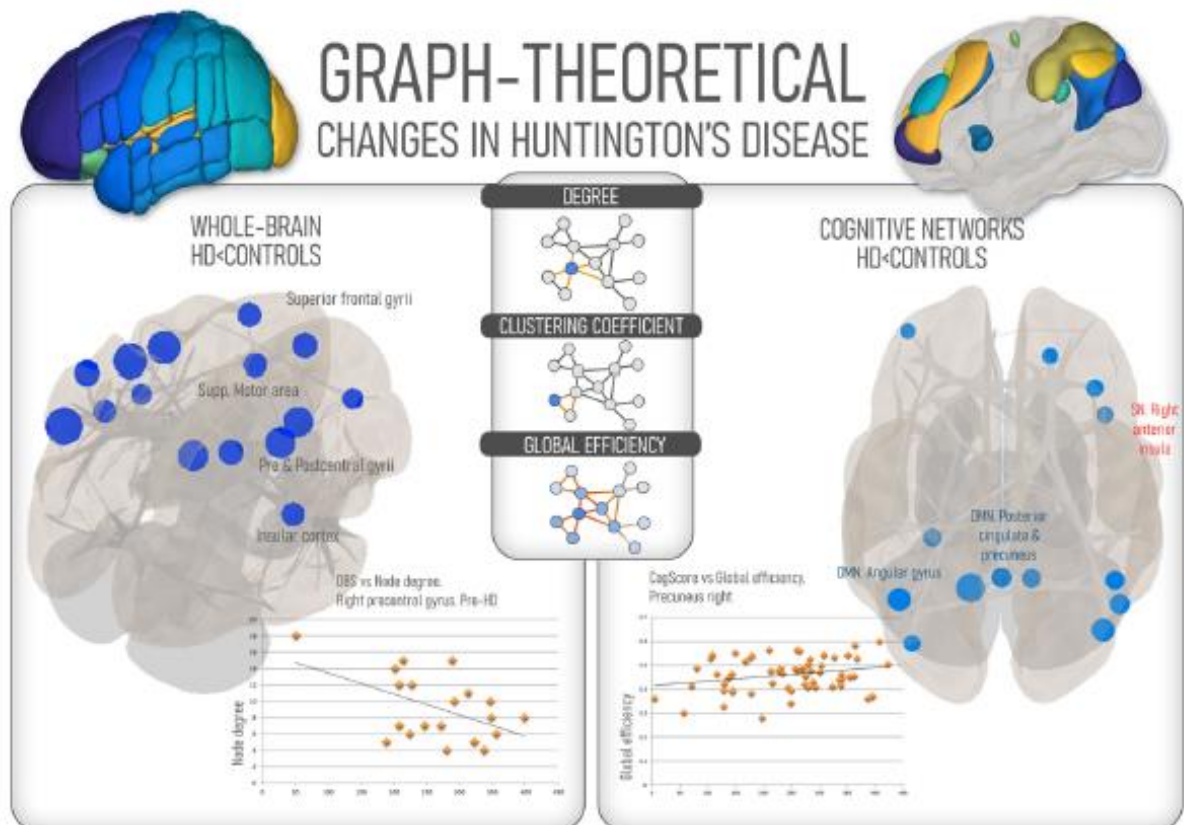 GRAPH-THEORETICAL
CHANGES IN HUNTINGTON'S DISEASE
WHOLE-BRAIN
HD<CONTROLS
Superior frontal gyrii
Supp. Motor area
Pre & Postcentral gyrii
Insular cortex
DBS vs Node degree.
Right precentral gyrus. Pre-HD
Node degree
DEGREE
CLUSTERING COEFFICIENT
GLOBAL EFFICIENCY
COGNITIVE NETWORKS
HD<CONTROLS
SN. Right
anterior
insula
DMN. Posterior
cingulate &
precuneus
DMN. Angular gyrus
CogScore vs Global efficiency.
Precuneus right
Global efficiency